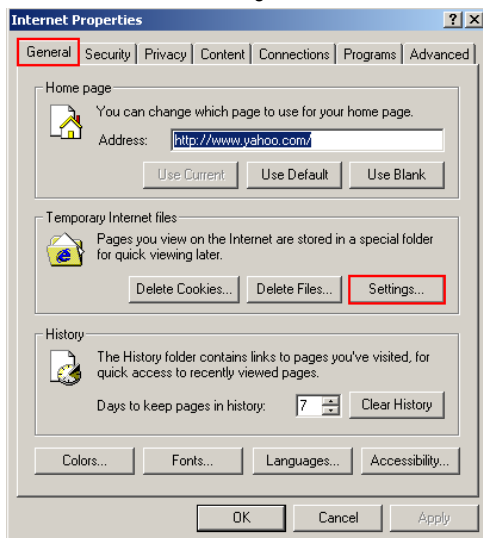 Internet Properties
General Security Privacy Content Connections Programs Advanced
Home page
You can change which page to use for your home page.
Address: http://www.yahoo.com/
Use Current Use Default Use Blank
Temporary Internet files
Pages you view on the Internet are stored in a special folder
for quick viewing later.
Delete Cookies... Delete Files... Settings...
History
The History folder contains links to pages you've visited, for
quick access to recently viewed pages.
Days to keep pages in history: 7 Clear History
Colors... Fonts... Languages... Accessibility...
OK Cancel Apply